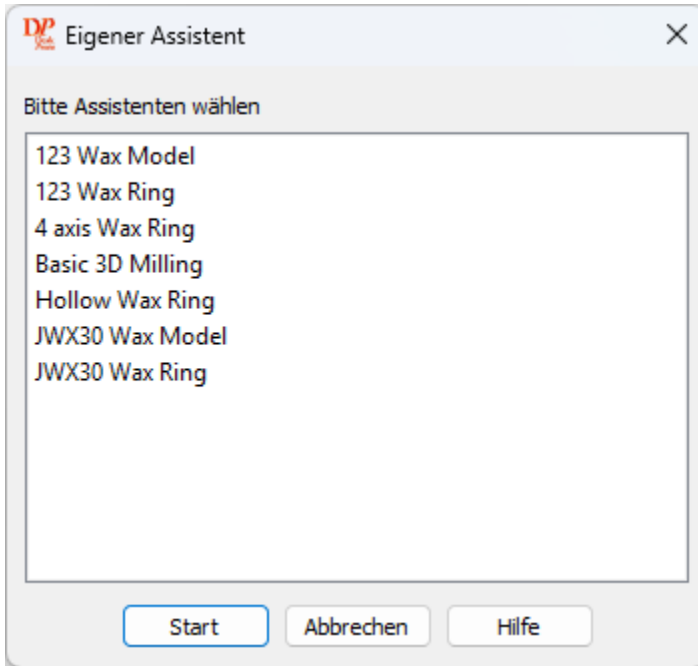 DP
Eigener Assistent
Bitte Assistenten wählen
123 Wax Model
123 Wax Ring
4 axis Wax Ring
Basic 3D Milling
Hollow Wax Ring
JWX30 Wax Model
JWX30 Wax Ring
Start Abbrechen Hilfe